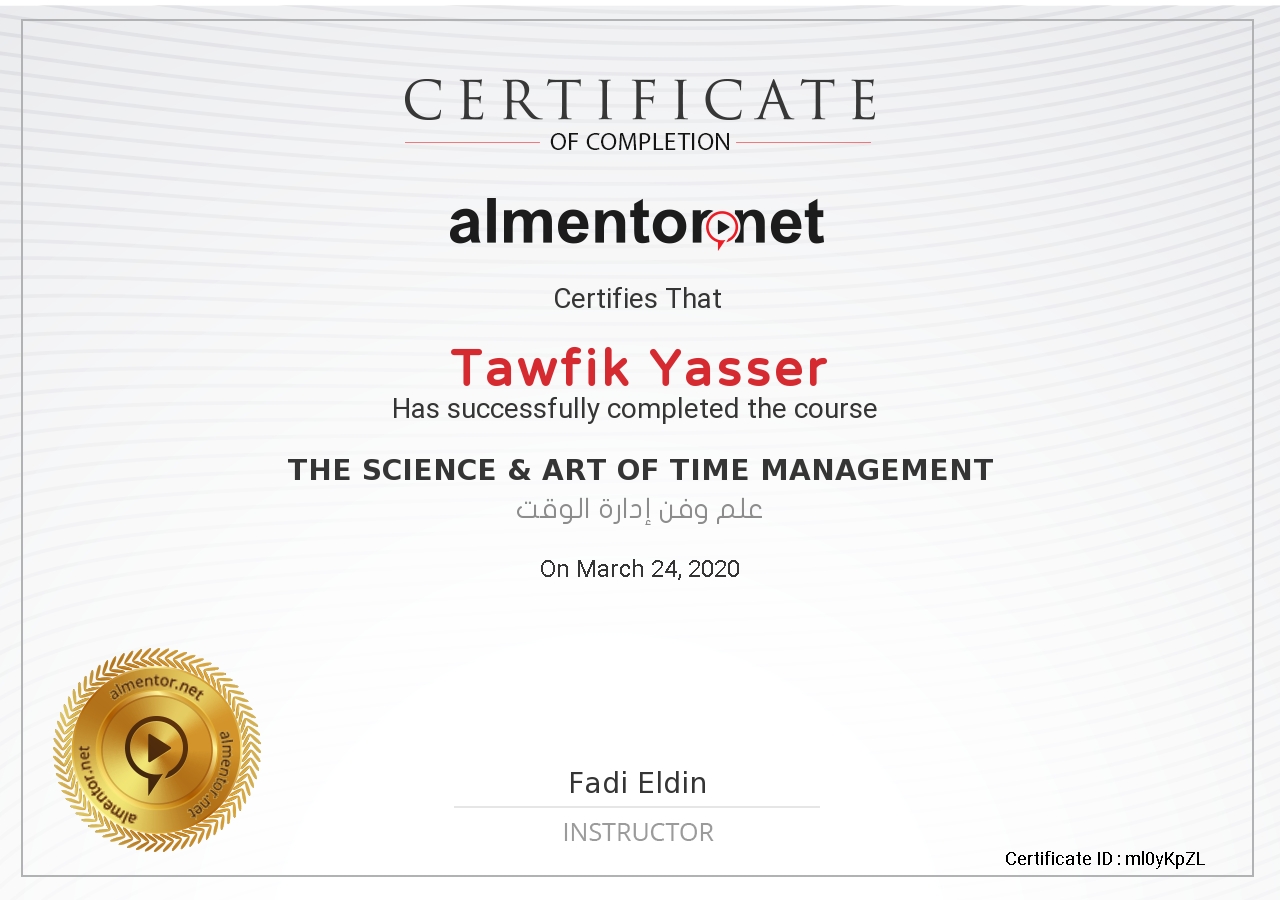 CERTIFICATE
OF COMPLETION
almentor.net
Certifies That
Tawfik Yasser
Has successfully completed the course
THE SCIENCE & ART OF TIME MANAGEMENT
علم وفن إدارة الوقت
On March 24, 2020
almentor.net
almentor.net
almentor.net
Fadi Eldin
INSTRUCTOR
Certificate ID : ml0yKpZL